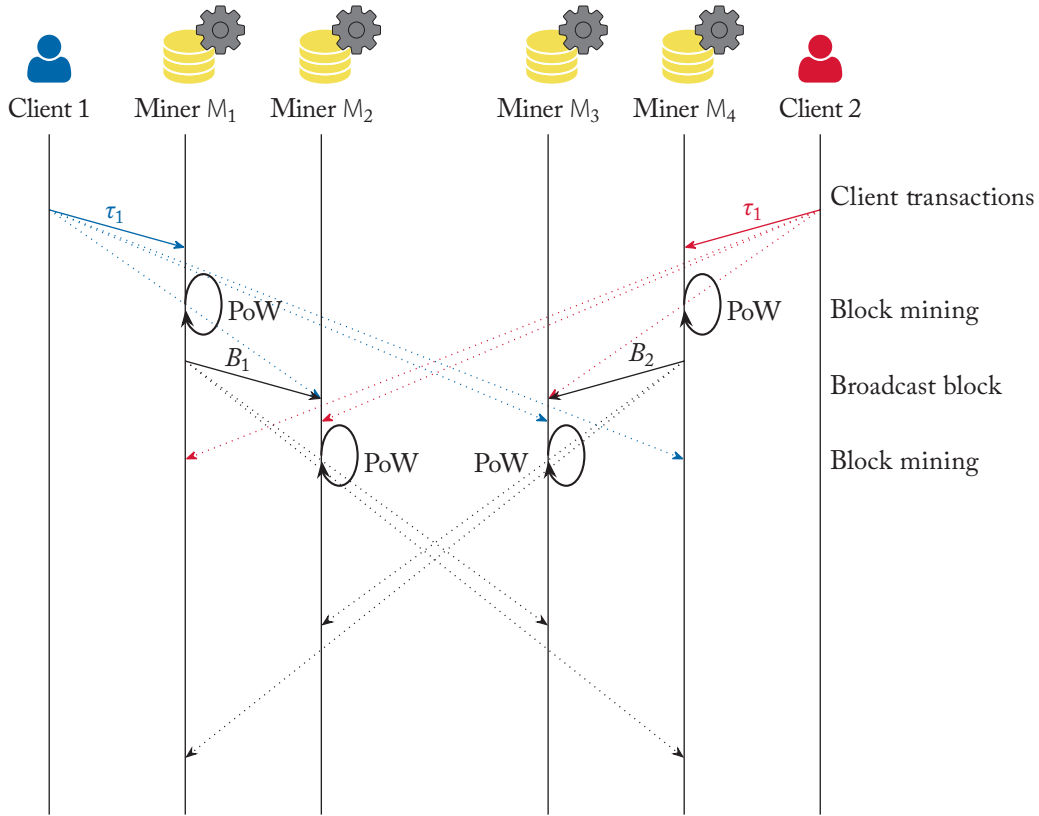 Client 1
Miner M₁
Miner M₂
Miner M₃
Miner M₄
Client 2
Client transactions
τ₁
τ₁
PoW
PoW
Block mining
B₁
B₂
Broadcast block
PoW
PoW
Block mining